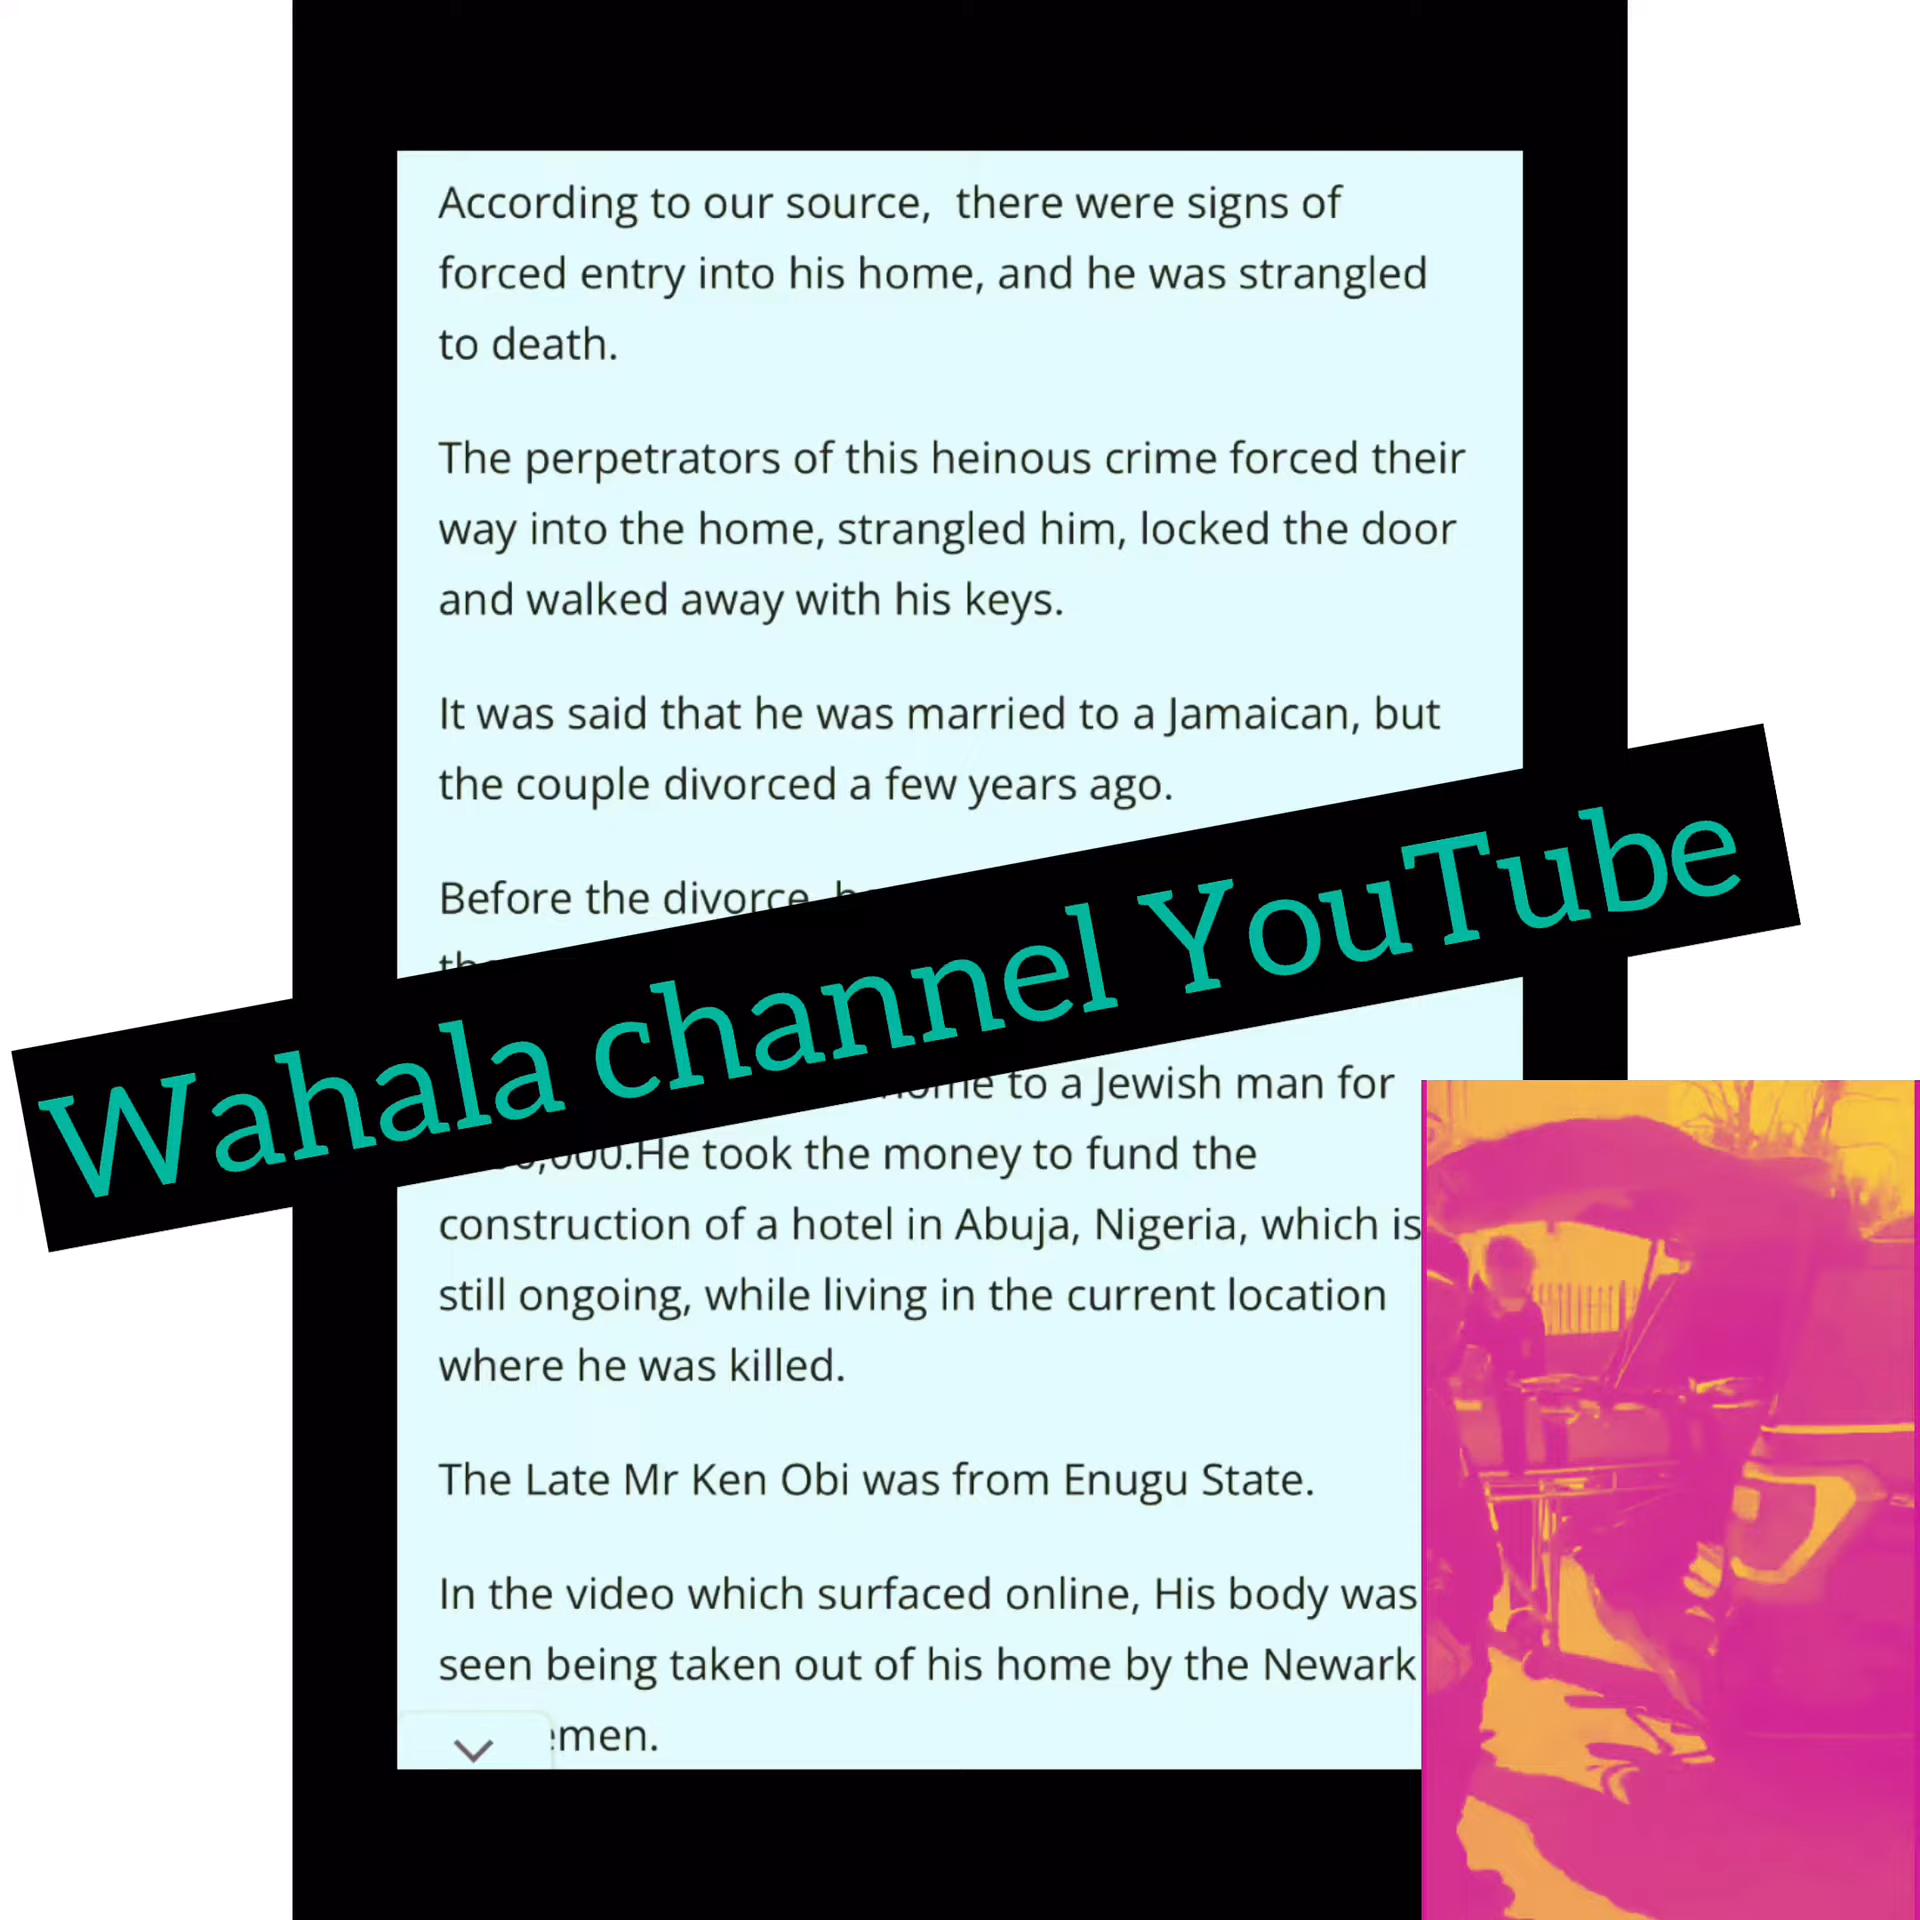 According to our source, there were signs of
forced entry into his home, and he was strangled
to death.
The perpetrators of this heinous crime forced their
way into the home, strangled him, locked the door
and walked away with his keys.
It was said that he was married to a Jamaican, but
the couple divorced a few years ago.
Before the divorce,
Wahala channel YouTube
to a Jewish man for
He took the money to fund the
construction of a hotel in Abuja, Nigeria, which is
still ongoing, while living in the current location
where he was killed.
The Late Mr Ken Obi was from Enugu State.
In the video which surfaced online, His body was
seen being taken out of his home by the Newark
emen.